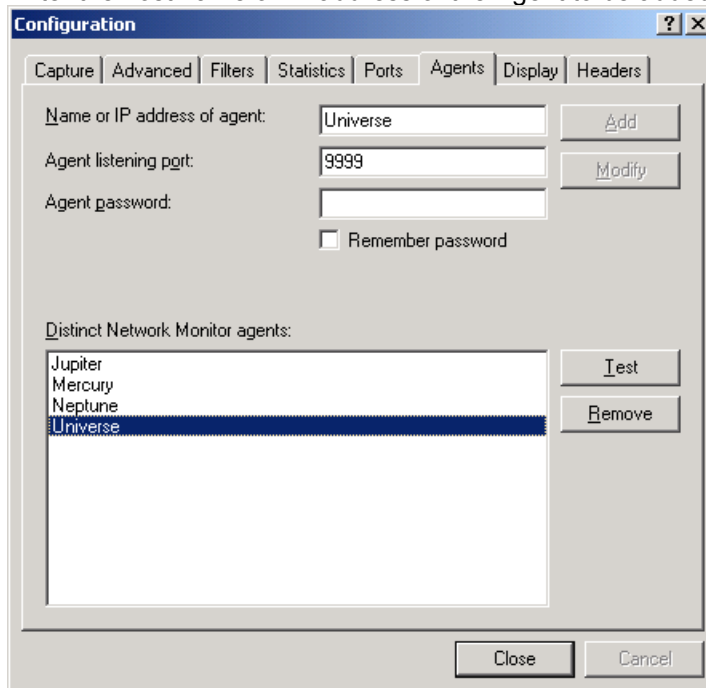 Configuration
Capture Advanced Filters Statistics Ports Agents Display Headers
Name or IP address of agent: Universe Add
Agent listening port: 9999 Modify
Agent password:
Remember password
Distinct Network Monitor agents:
Jupiter Test
Mercury
Neptune Remove
Universe
Close Cancel